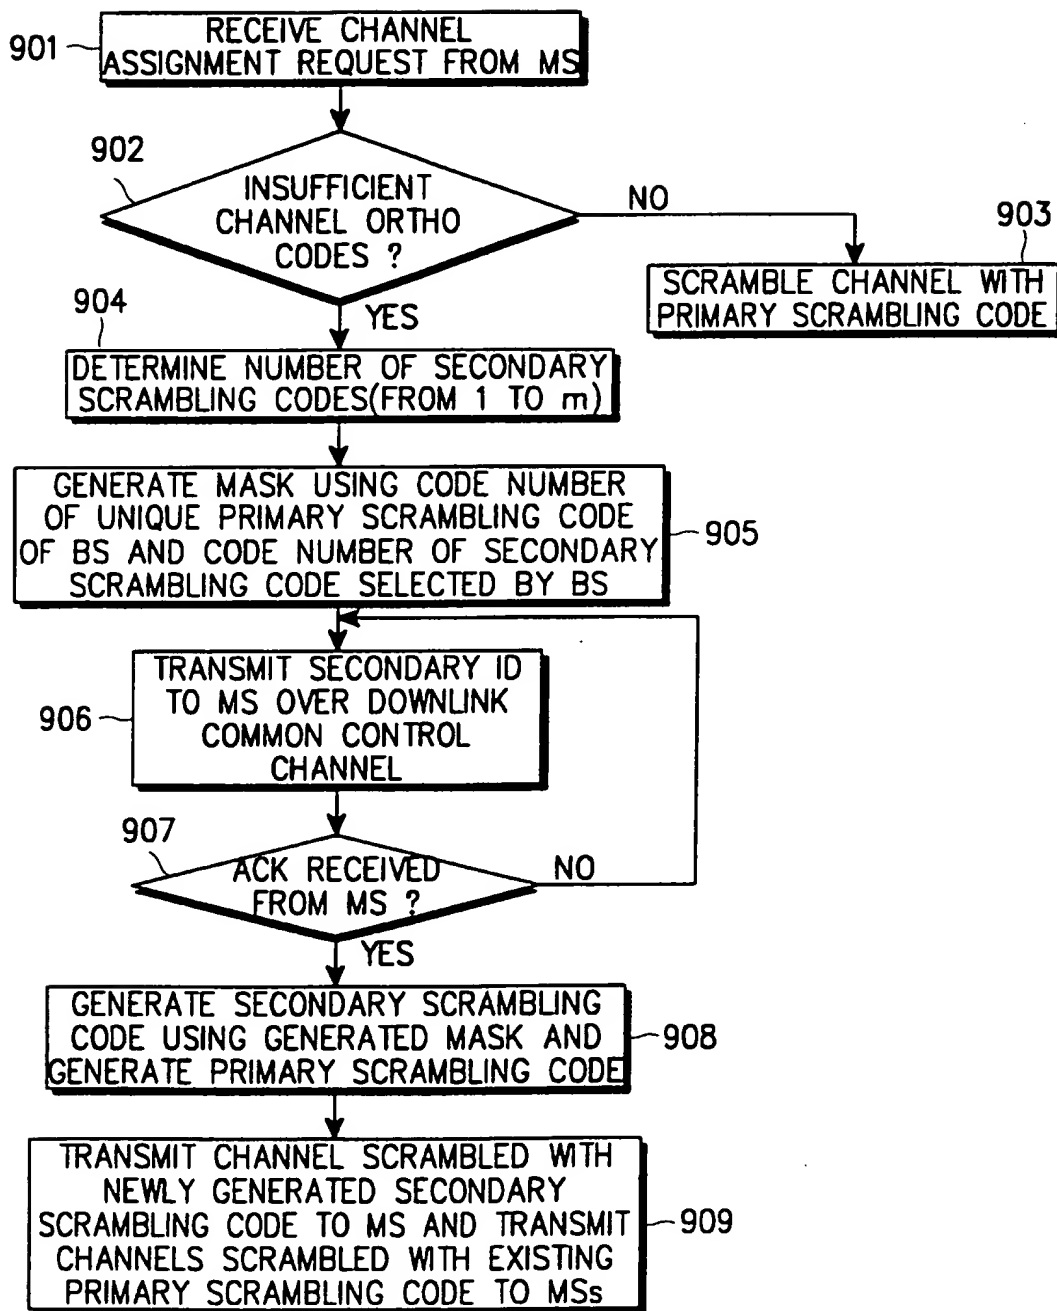 901
RECEIVE CHANNEL
ASSIGNMENT REQUEST FROM MS
902
INSUFFICIENT
CHANNEL ORTHO
CODES ?
NO
903
SCRAMBLE CHANNEL WITH
PRIMARY SCRAMBLING CODE
YES
904
DETERMINE NUMBER OF SECONDARY
SCRAMBLING CODES(FROM 1 TO m)
GENERATE MASK USING CODE NUMBER
OF UNIQUE PRIMARY SCRAMBLING CODE
OF BS AND CODE NUMBER OF SECONDARY
SCRAMBLING CODE SELECTED BY BS
905
TRANSMIT SECONDARY ID
TO MS OVER DOWNLINK
COMMON CONTROL
CHANNEL
906
907
ACK RECEIVED
FROM MS ?
NO
YES
GENERATE SECONDARY SCRAMBLING
CODE USING GENERATED MASK AND
GENERATE PRIMARY SCRAMBLING CODE
908
TRANSMIT CHANNEL SCRAMBLED WITH
NEWLY GENERATED SECONDARY
SCRAMBLING CODE TO MS AND TRANSMIT
CHANNELS SCRAMBLED WITH EXISTING
PRIMARY SCRAMBLING CODE TO MSs
909